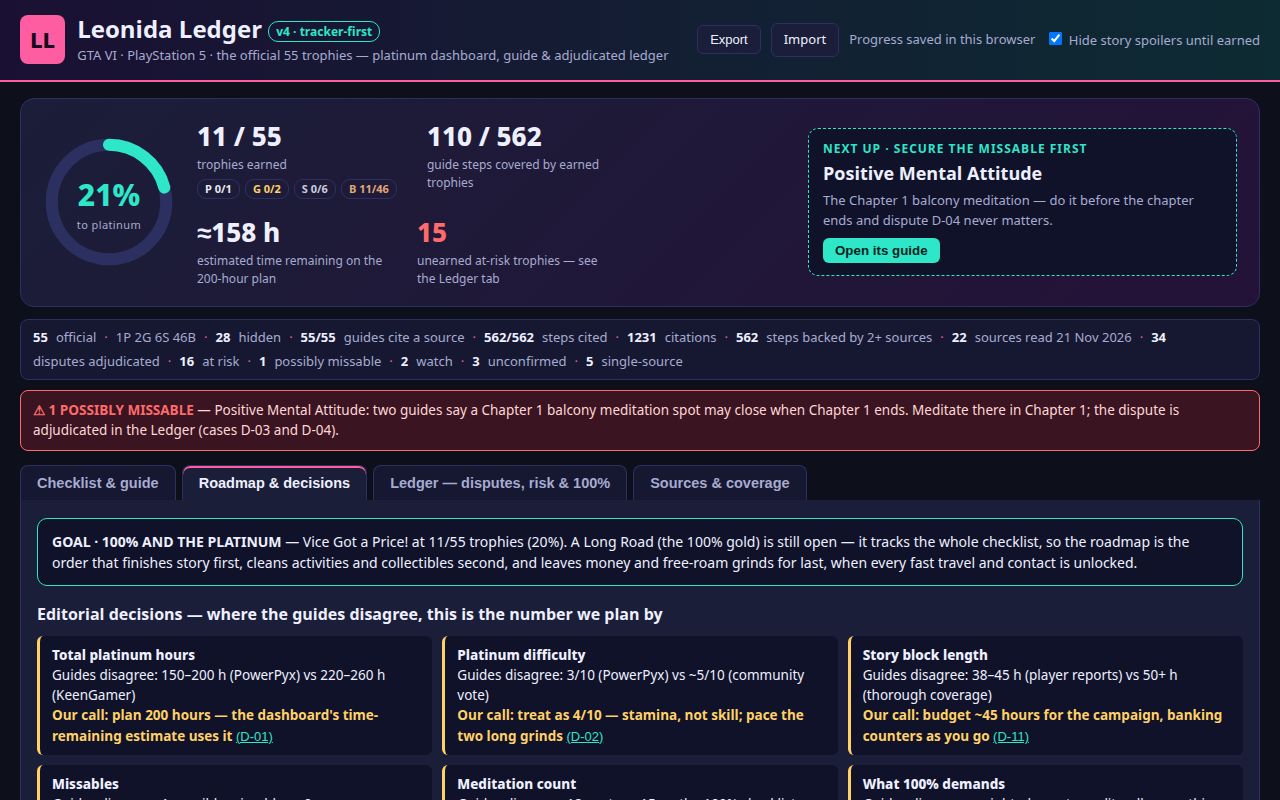 LL
Leonida Ledger
v4 · tracker-first
GTA VI · PlayStation 5 · the official 55 trophies — platinum dashboard, guide & adjudicated ledger
Export
Import
Progress saved in this browser
Hide story spoilers until earned
21%
to platinum
11 / 55
trophies earned
P 0/1
G 0/2
S 0/6
B 11/46
110 / 562
guide steps covered by earned
trophies
≈158 h
estimated time remaining on the
200-hour plan
15
unearned at-risk trophies — see
the Ledger tab
NEXT UP · SECURE THE MISSABLE FIRST
Positive Mental Attitude
The Chapter 1 balcony meditation — do it before the chapter
ends and dispute D-04 never matters.
Open its guide
55 official · 1P 2G 6S 46B · 28 hidden · 55/55 guides cite a source · 562/562 steps cited · 1231 citations · 562 steps backed by 2+ sources · 22 sources read 21 Nov 2026 · 34
disputes adjudicated · 16 at risk · 1 possibly missable · 2 watch · 3 unconfirmed · 5 single-source
⚠ 1 POSSIBLY MISSABLE — Positive Mental Attitude: two guides say a Chapter 1 balcony meditation spot may close when Chapter 1 ends. Meditate there in Chapter 1; the dispute is
adjudicated in the Ledger (cases D-03 and D-04).
Checklist & guide
Roadmap & decisions
Ledger — disputes, risk & 100%
Sources & coverage
GOAL · 100% AND THE PLATINUM — Vice Got a Price! at 11/55 trophies (20%). A Long Road (the 100% gold) is still open — it tracks the whole checklist, so the roadmap is the
order that finishes story first, cleans activities and collectibles second, and leaves money and free-roam grinds for last, when every fast travel and contact is unlocked.
Editorial decisions — where the guides disagree, this is the number we plan by
Total platinum hours
Guides disagree: 150–200 h (PowerPyx) vs 220–260 h
(KeenGamer)
Our call: plan 200 hours — the dashboard's time-
remaining estimate uses it (D-01)
Platinum difficulty
Guides disagree: 3/10 (PowerPyx) vs ~5/10 (community
vote)
Our call: treat as 4/10 — stamina, not skill; pace the
two long grinds (D-02)
Story block length
Guides disagree: 38–45 h (player reports) vs 50+ h
(thorough coverage)
Our call: budget ~45 hours for the campaign, banking
counters as you go (D-11)
Missables
Meditation count
What 100% demands